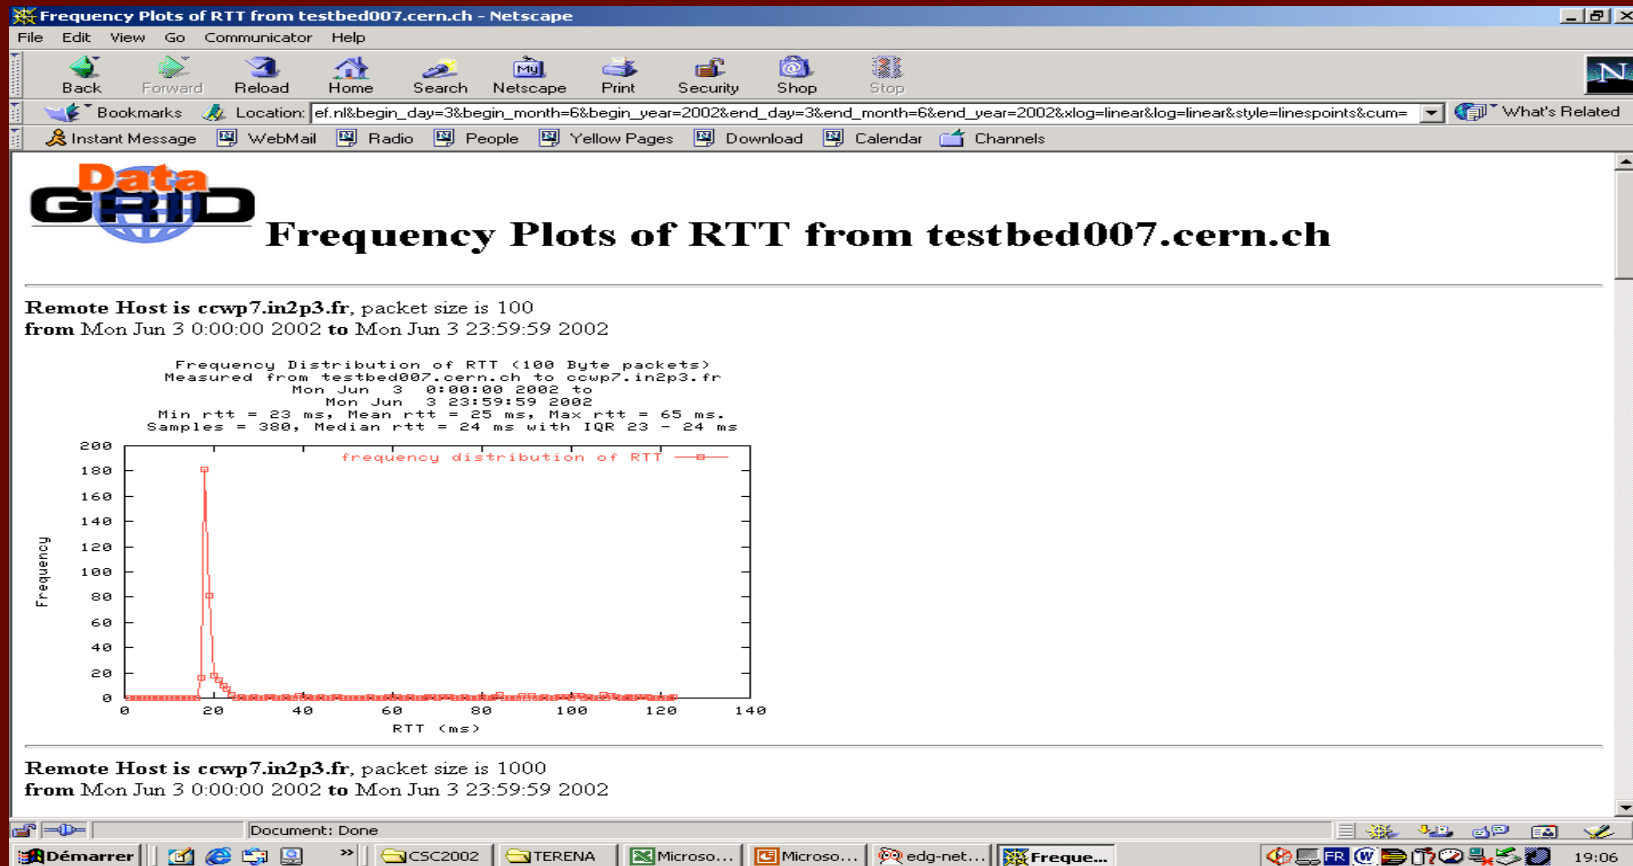 Frequency Plots of RTT from testbed007.cern.ch - Netscape
File Edit View Go Communicator Help
Back Forward Reload Home Search Netscape Print Security Shop Stop
My
N
Bookmarks Location: ef.nl&begin_day=3&begin_month=6&begin_year=2002&end_day=3&end_month=6&end_year=2002&xlog=linear&log=linear&style=linespoints&cum= What's Related
Instant Message WebMail Radio People Yellow Pages Download Calendar Channels
Data
GRID
Frequency Plots of RTT from testbed007.cern.ch
Remote Host is ccwp7.in2p3.fr, packet size is 100
from Mon Jun 3 0:00:00 2002 to Mon Jun 3 23:59:59 2002
Frequency Distribution of RTT (100 Byte packets)
Measured from testbed007.cern.ch to ccwp7.in2p3.fr
Mon Jun 3 0:00:00 2002 to
Mon Jun 3 23:59:59 2002
Min rtt = 23 ms, Mean rtt = 25 ms, Max rtt = 65 ms.
Samples = 380, Median rtt = 24 ms with IQR 23 - 24 ms
frequency distribution of RTT
200
180
160
140
120
100
80
60
40
20
0
Frequency
0 20 40 60 80 100 120 140
RTT (ms)
Remote Host is ccwp7.in2p3.fr, packet size is 1000
from Mon Jun 3 0:00:00 2002 to Mon Jun 3 23:59:59 2002
Document: Done
Démarrer » CSC2002 TERENA Microso... Microso... edg-net... Freque... FR W 19:06